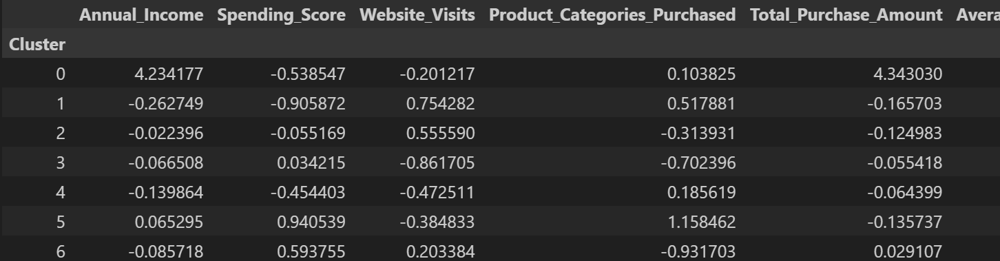 Annual_Income Spending_Score Website_Visits Product_Categories_Purchased Total_Purchase_Amount Avera
Cluster
0 4.234177 -0.538547 -0.201217 0.103825 4.343030
1 -0.262749 -0.905872 0.754282 0.517881 -0.165703
2 -0.022396 -0.055169 0.555590 -0.313931 -0.124983
3 -0.066508 0.034215 -0.861705 -0.702396 -0.055418
4 -0.139864 -0.454403 -0.472511 0.185619 -0.064399
5 0.065295 0.940539 -0.384833 1.158462 -0.135737
6 -0.085718 0.593755 0.203384 -0.931703 0.029107